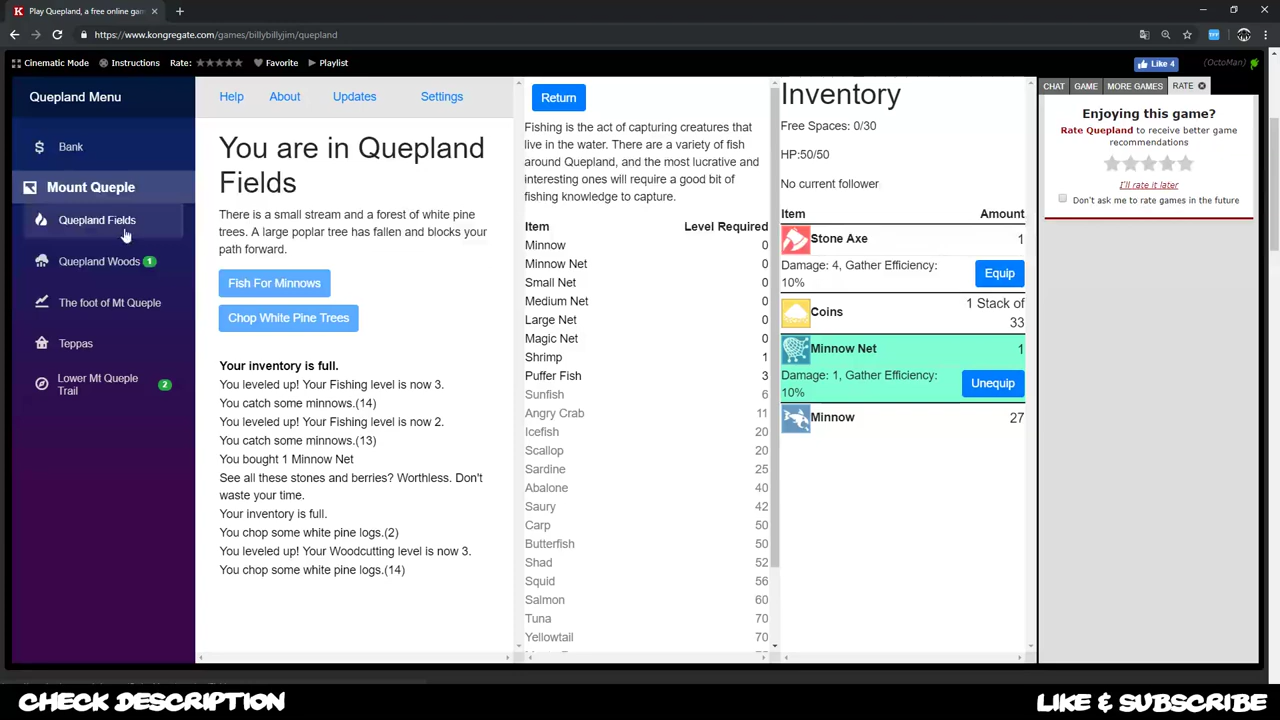 Play Quepland, a free online gam
https://www.kongregate.com/games/billybillyjim/quepland
Cinematic Mode Instructions Rate: Favorite Playlist
Like 4 (OctoMan)
Quepland Menu
Bank
Mount Queple
Quepland Fields
Quepland Woods 1
The foot of Mt Queple
Teppas
Lower Mt Queple
Trail 2
Help About Updates Settings
You are in Quepland
Fields
There is a small stream and a forest of white pine
trees. A large poplar tree has fallen and blocks your
path forward.
Fish For Minnows
Chop White Pine Trees
Your inventory is full.
You leveled up! Your Fishing level is now 3.
You catch some minnows.(14)
You leveled up! Your Fishing level is now 2.
You catch some minnows.(13)
You bought 1 Minnow Net
See all these stones and berries? Worthless. Don't
waste your time.
Your inventory is full.
You chop some white pine logs.(2)
You leveled up! Your Woodcutting level is now 3.
You chop some white pine logs.(14)
Return
Fishing is the act of capturing creatures that
live in the water. There are a variety of fish
around Quepland, and the most lucrative and
interesting ones will require a good bit of
fishing knowledge to capture.
Item Level Required
Minnow 0
Minnow Net 0
Small Net 0
Medium Net 0
Large Net 0
Magic Net 0
Shrimp 1
Puffer Fish 3
Sunfish 6
Angry Crab 11
Icefish 20
Scallop 20
Sardine 25
Abalone 40
Saury 42
Carp 50
Butterfish 50
Shad 52
Squid 56
Salmon 60
Tuna 70
Yellowtail 70
Inventory
Free Spaces: 0/30
HP:50/50
No current follower
Item Amount
Stone Axe 1
Damage: 4, Gather Efficiency:
10%
Equip
Coins 1 Stack of
33
Minnow Net 1
Damage: 1, Gather Efficiency:
10%
Unequip
Minnow 27
CHAT GAME MORE GAMES RATE
Enjoying this game?
Rate Quepland to receive better game
recommendations
I'll rate it later
Don't ask me to rate games in the future
CHECK DESCRIPTION
LIKE & SUBSCRIBE